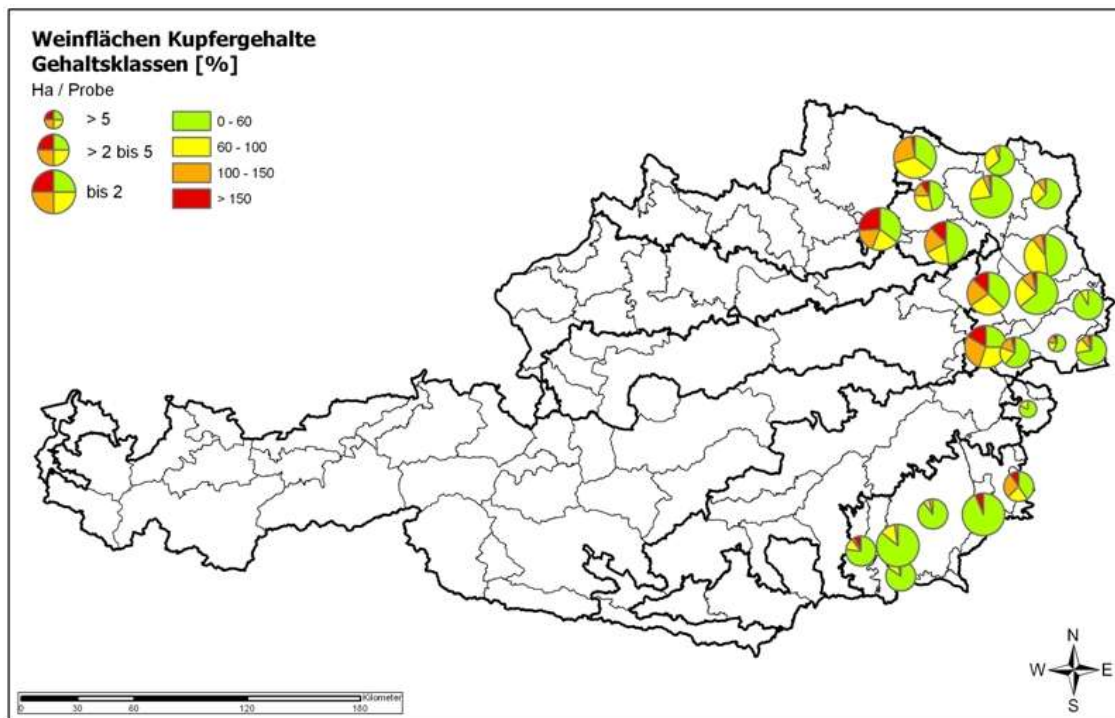 Weinflächen Kupfergehalte
Gehaltsklassen [%]
Ha / Probe
> 5
> 2 bis 5
bis 2
0 - 60
60 - 100
100 - 150
> 150
N
W E
S
Kilometer
0 30 60 120 180